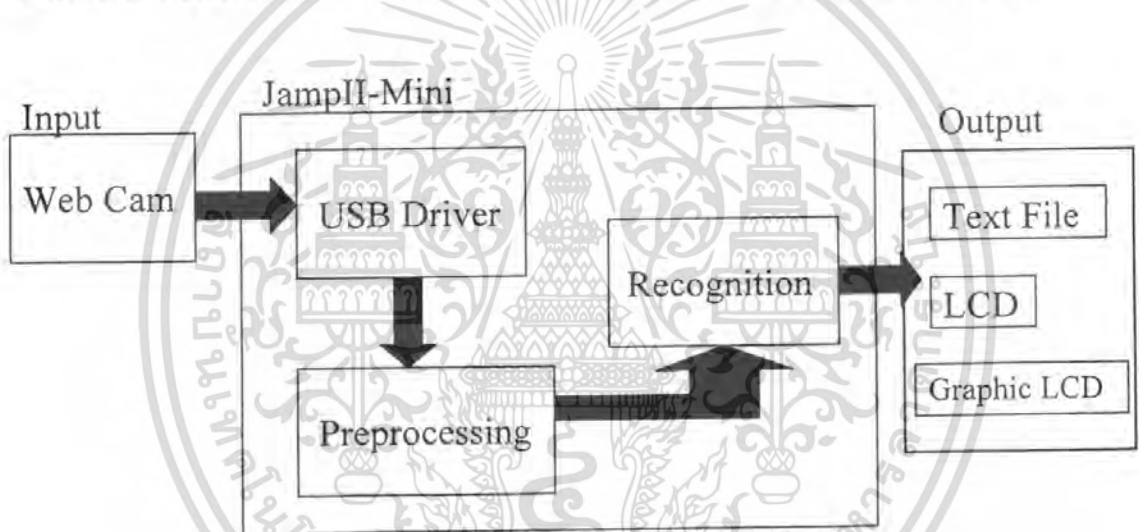 Input
Web Cam
JampII-Mini
USB Driver
Preprocessing
Recognition
Output
Text File
LCD
Graphic LCD